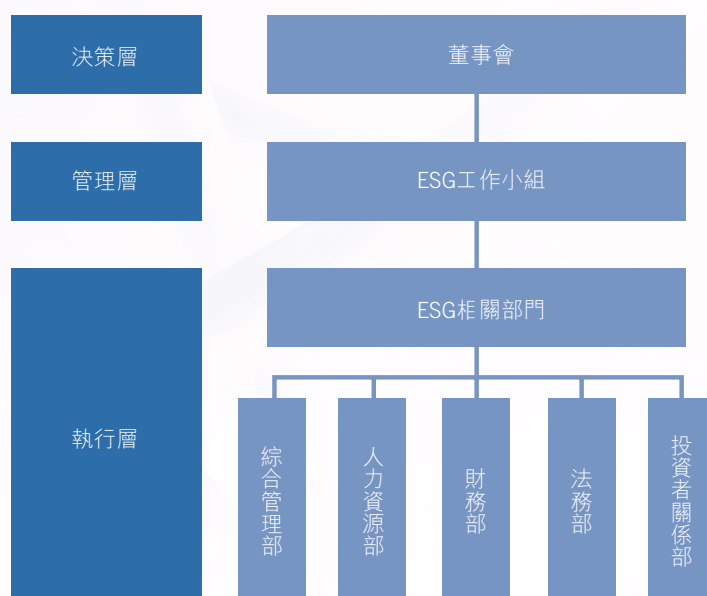 決策層
董事會
管理層
ESG工作小組
執行層
ESG相關部門
綜合管理部
人力資源部
財務部
法務部
投資者關係部